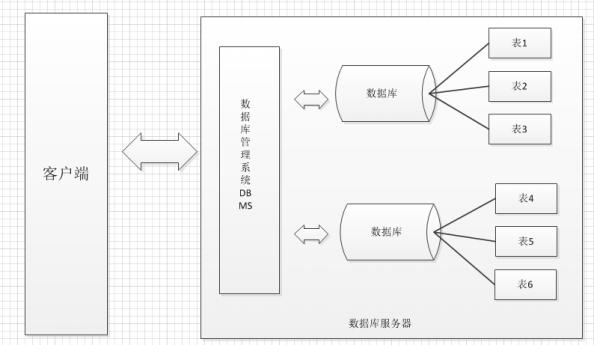 客户端
数
据
库
管
理
系
统
DB
MS
数据库
表1
表2
表3
数据库
表4
表5
表6
数据库服务器